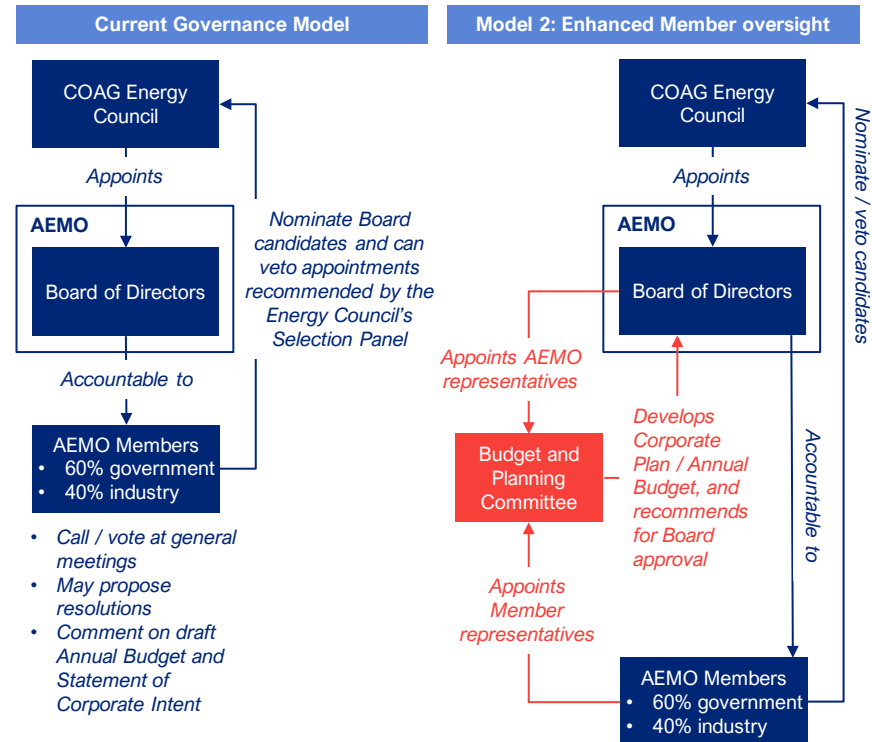 Current Governance Model
COAG Energy
Council
Appoints
AEMO
Board of Directors
Accountable to
AEMO Members
• 60% government
• 40% industry
Nominate Board
candidates and can
veto appointments
recommended by the
Energy Council's
Selection Panel
• Call / vote at general
meetings
• May propose
resolutions
• Comment on draft
Annual Budget and
Statement of
Corporate Intent
Model 2: Enhanced Member oversight
COAG Energy
Council
Appoints
AEMO
Board of Directors
Appoints AEMO
representatives
Budget and
Planning
Committee
Develops
Corporate
Plan / Annual
Budget, and
recommends
for Board
approval
Appoints
Member
representatives
Accountable to
Nominate / veto candidates
AEMO Members
• 60% government
• 40% industry